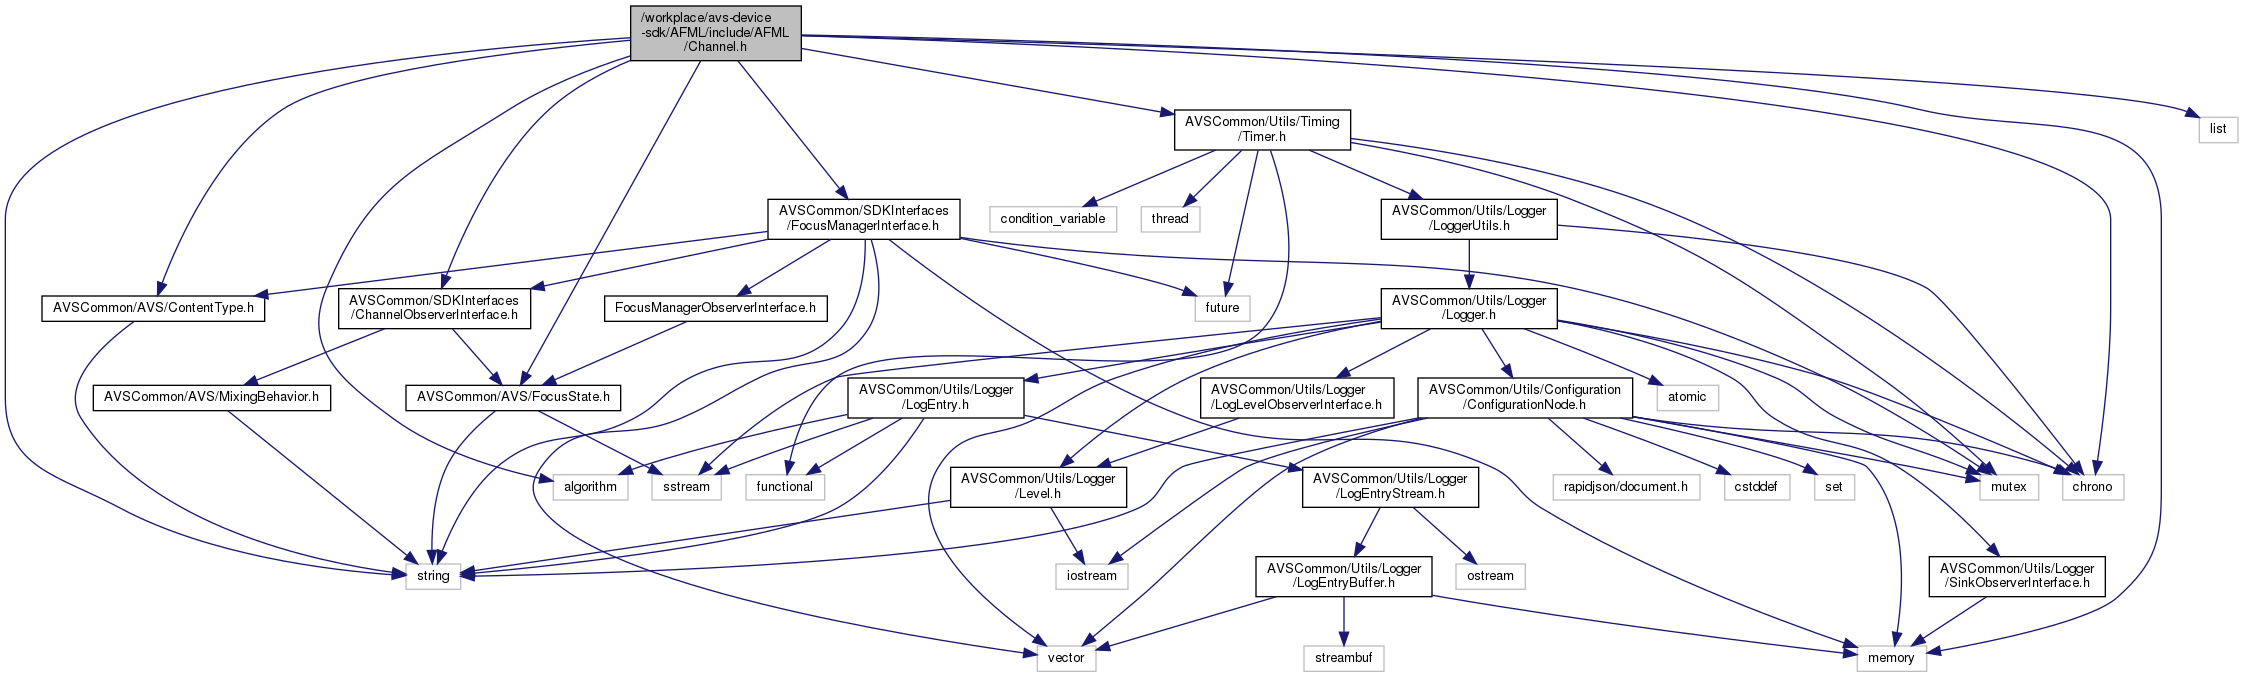 /workplace/avs-device
-sdk/AFML/include/AFML
/Channel.h
AVSCommon/Utils/Timing
/Timer.h
list
AVSCommon/SDKInterfaces
/FocusManagerInterface.h
condition_variable
thread
AVSCommon/Utils/Logger
/LoggerUtils.h
AVSCommon/AVS/ContentType.h
AVSCommon/SDKInterfaces
/ChannelObserverInterface.h
FocusManagerObserverInterface.h
future
AVSCommon/Utils/Logger
/Logger.h
AVSCommon/AVS/MixingBehavior.h
AVSCommon/AVS/FocusState.h
AVSCommon/Utils/Logger
/LogEntry.h
AVSCommon/Utils/Logger
/LogLevelObserverInterface.h
AVSCommon/Utils/Configuration
/ConfigurationNode.h
atomic
algorithm
sstream
functional
AVSCommon/Utils/Logger
/Level.h
AVSCommon/Utils/Logger
/LogEntryStream.h
rapidjson/document.h
cstddef
set
mutex
chrono
string
iostream
AVSCommon/Utils/Logger
/LogEntryBuffer.h
ostream
AVSCommon/Utils/Logger
/SinkObserverInterface.h
vector
streambuf
memory